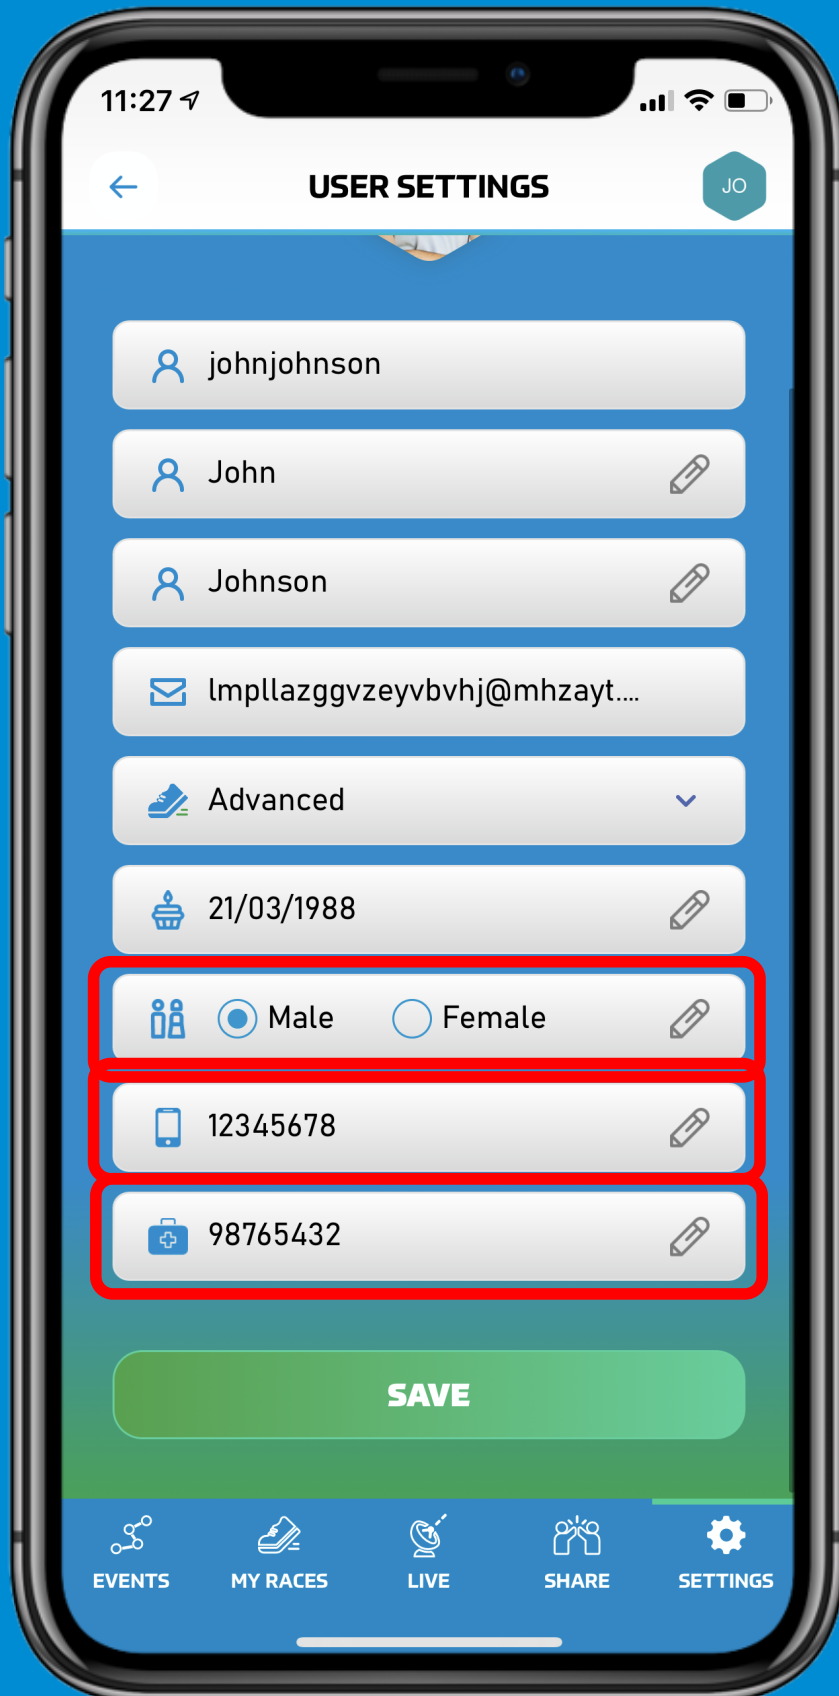 11:27
USER SETTINGS
JO
johnjohnson
John
Johnson
lmpllazggvzeyvbvhj@mhzayt....
Advanced
21/03/1988
Male Female
12345678
98765432
SAVE
EVENTS MY RACES LIVE SHARE SETTINGS